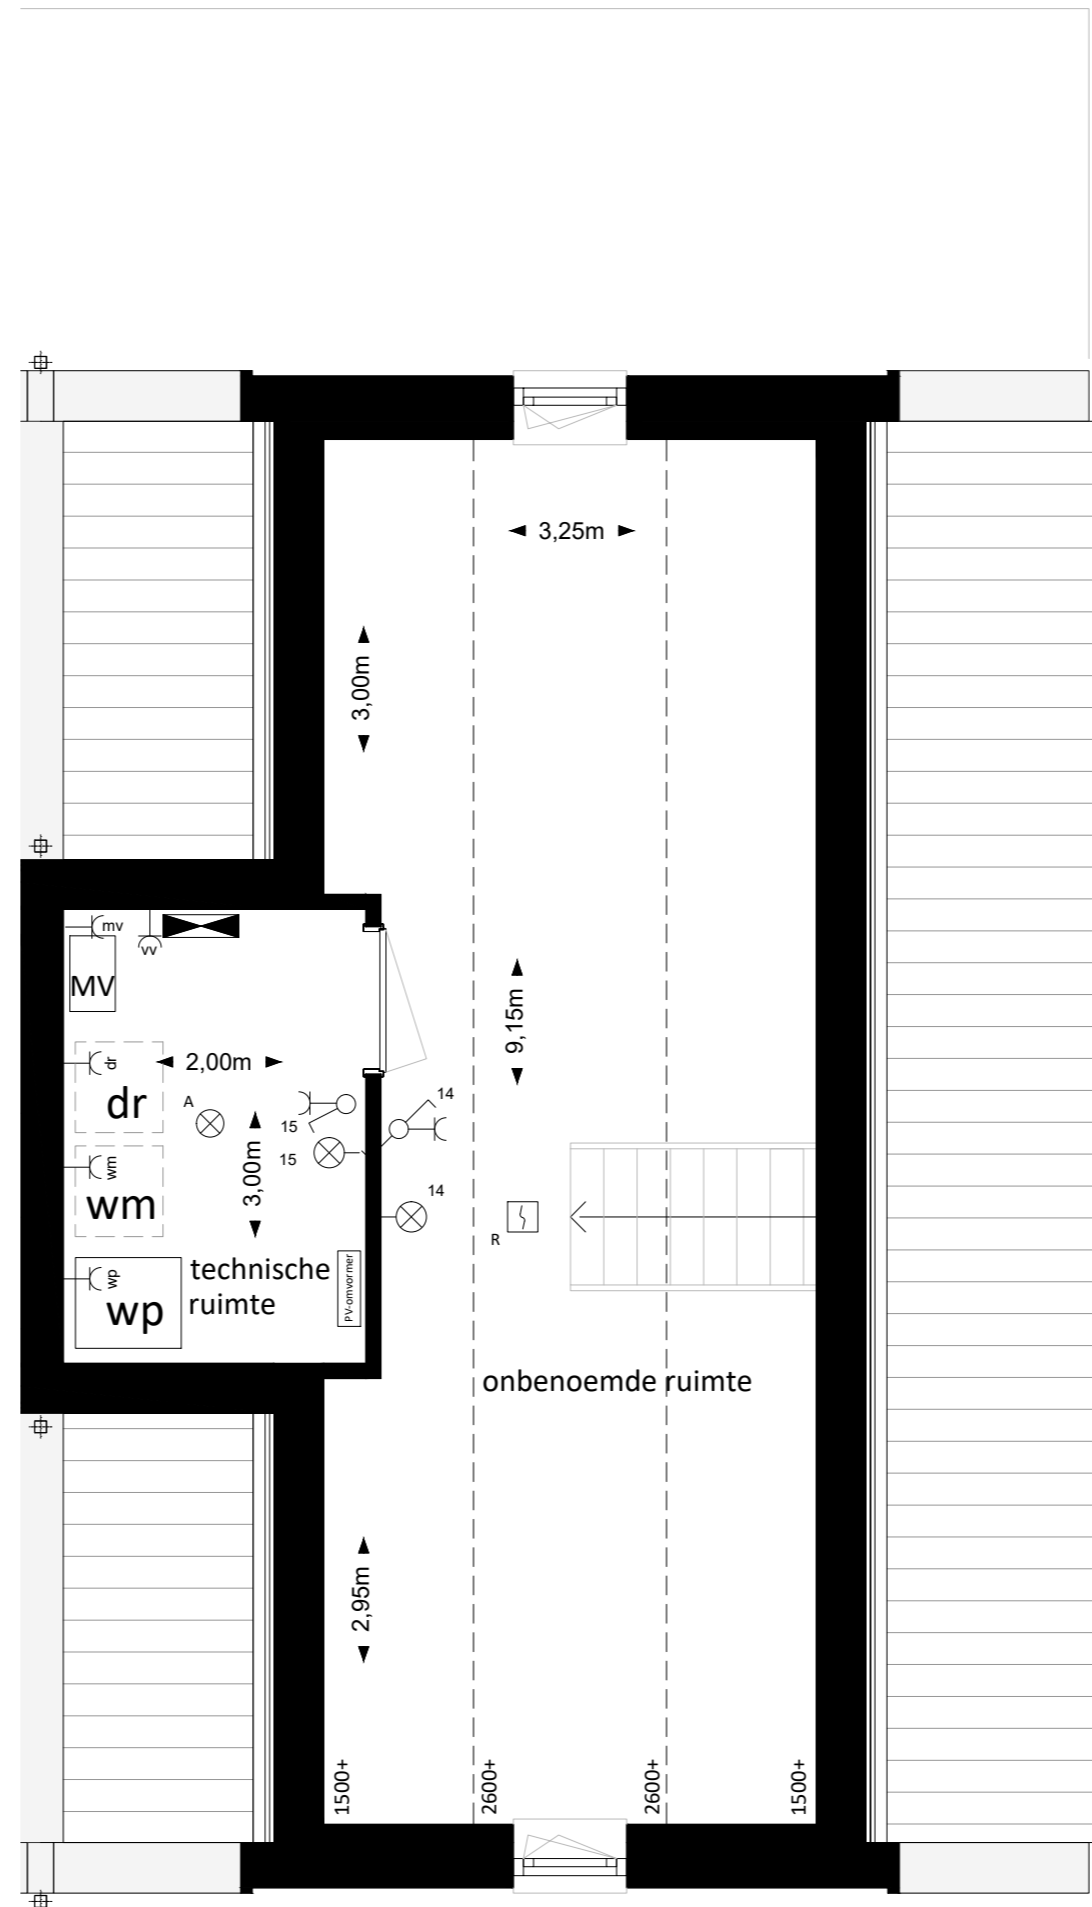 3,25m
3,00m
mv
vv
MV
9,15m
dr
2,00m
dr
A
14
15
3,00m
wm
15
wm
14
R
technische
ruimte
wp
wp
PV-omvormer
onbenoemde ruimte
2,95m
1500+
2600+
2600+
1500+